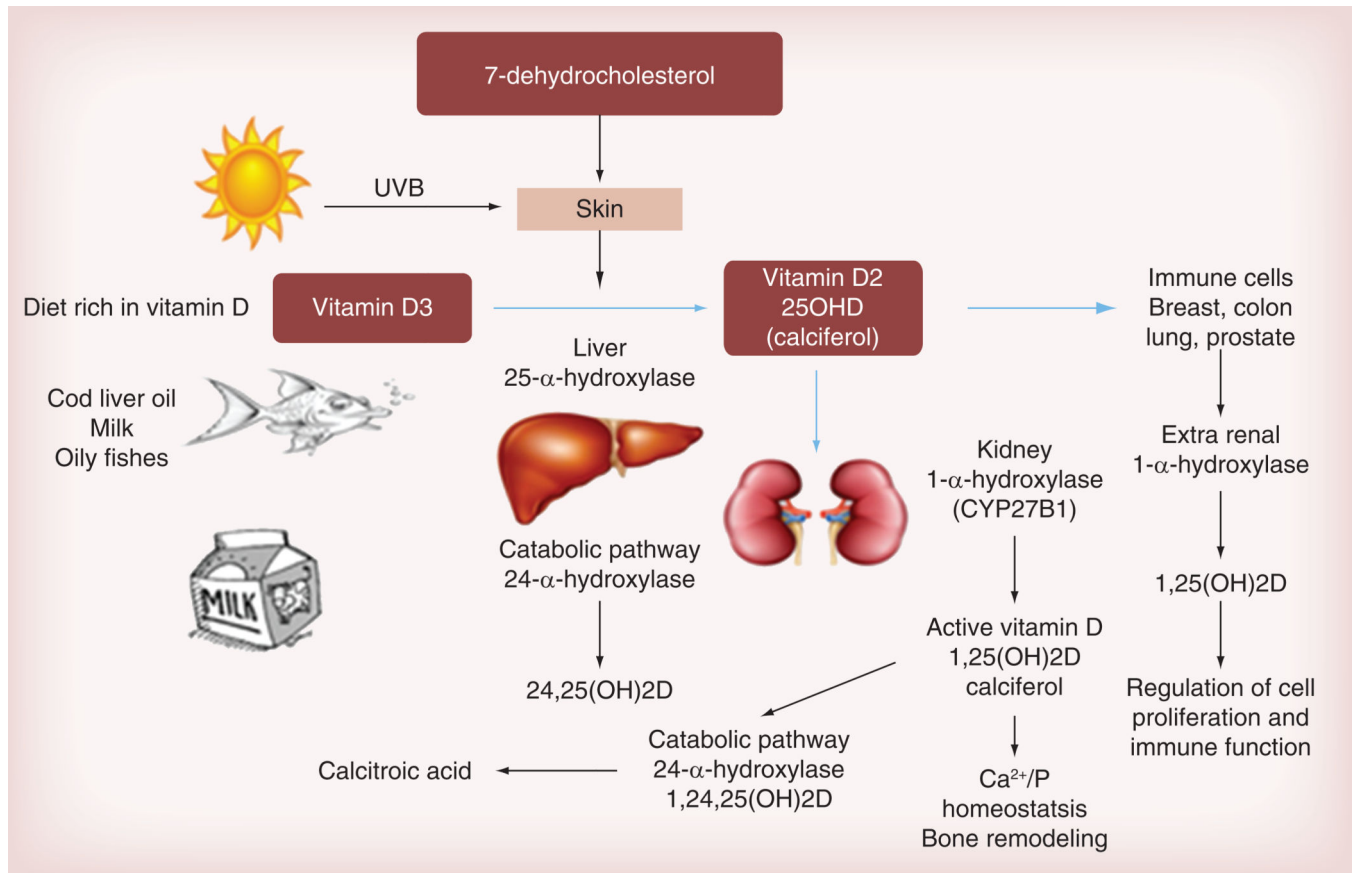 7-dehydrocholesterol
UVB
Skin
Diet rich in vitamin D
Vitamin D3
Vitamin D2
25OHD
(calciferol)
Immune cells
Breast, colon
lung, prostate
Liver
25-α-hydroxylase
Cod liver oil
Milk
Oily fishes
Kidney
1-α-hydroxylase
(CYP27B1)
Extra renal
1-α-hydroxylase
MILK
Catabolic pathway
24-α-hydroxylase
1,25(OH)2D
Active vitamin D
1,25(OH)2D
calciferol
24,25(OH)2D
Regulation of cell
proliferation and
immune function
Catabolic pathway
24-α-hydroxylase
1,24,25(OH)2D
Calcitroic acid
Ca²⁺/P
homeostatsis
Bone remodeling